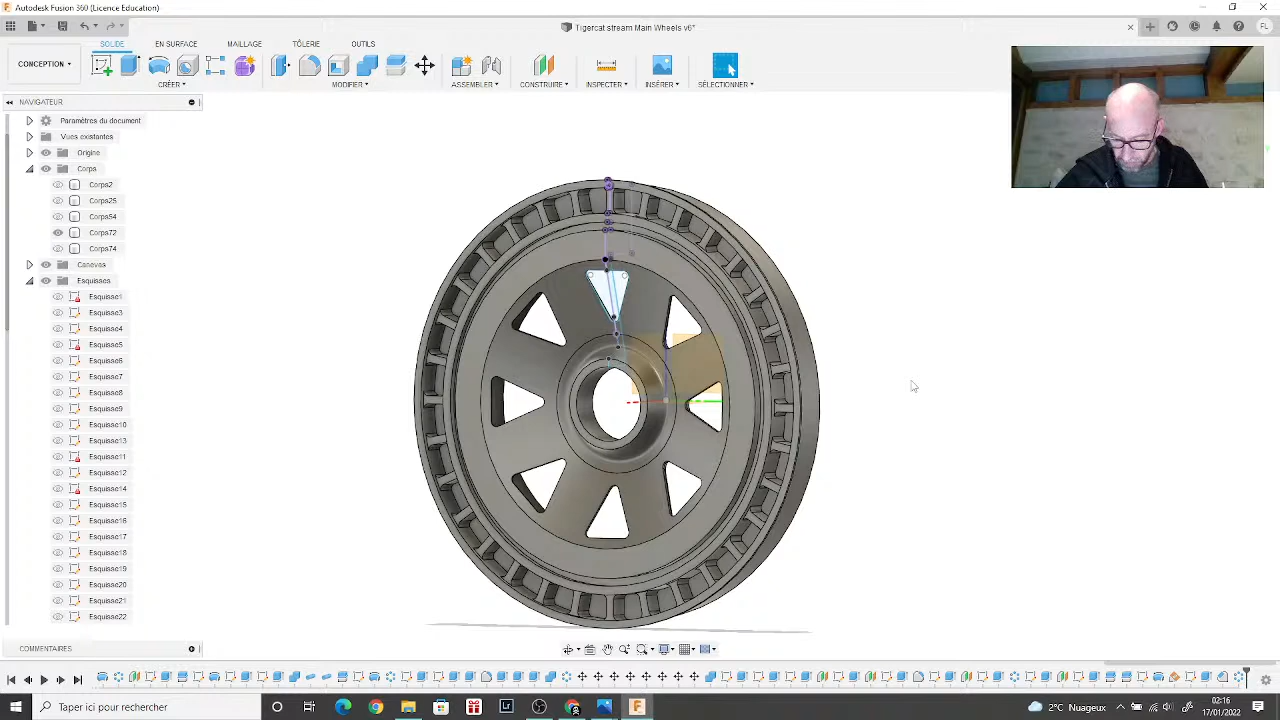 Autodesk Fusion 360 (Licence Education)
Tigercat stream Main Wheels v6*
FL
SOLIDE EN SURFACE MAILLAGE TÔLERIE OUTILS
CONCEPTION
CRÉER MODIFIER ASSEMBLER CONSTRUIRE INSPECTER INSÉRER SÉLECTIONNER
NAVIGATEUR
Paramètres du document
Vues existantes
Origine
Corps
Corps2
Corps25
Corps54
Corps72
Corps74
Canevas
Esquisses
Esquisse1
Esquisse3
Esquisse4
Esquisse5
Esquisse6
Esquisse7
Esquisse8
Esquisse9
Esquisse10
Esquisse13
Esquisse11
Esquisse12
Esquisse14
Esquisse15
Esquisse16
Esquisse17
Esquisse18
Esquisse19
Esquisse20
Esquisse21
Esquisse22
COMMENTAIRES
Taper ici pour rechercher
2°C Nuageux
02:16
17/01/2022